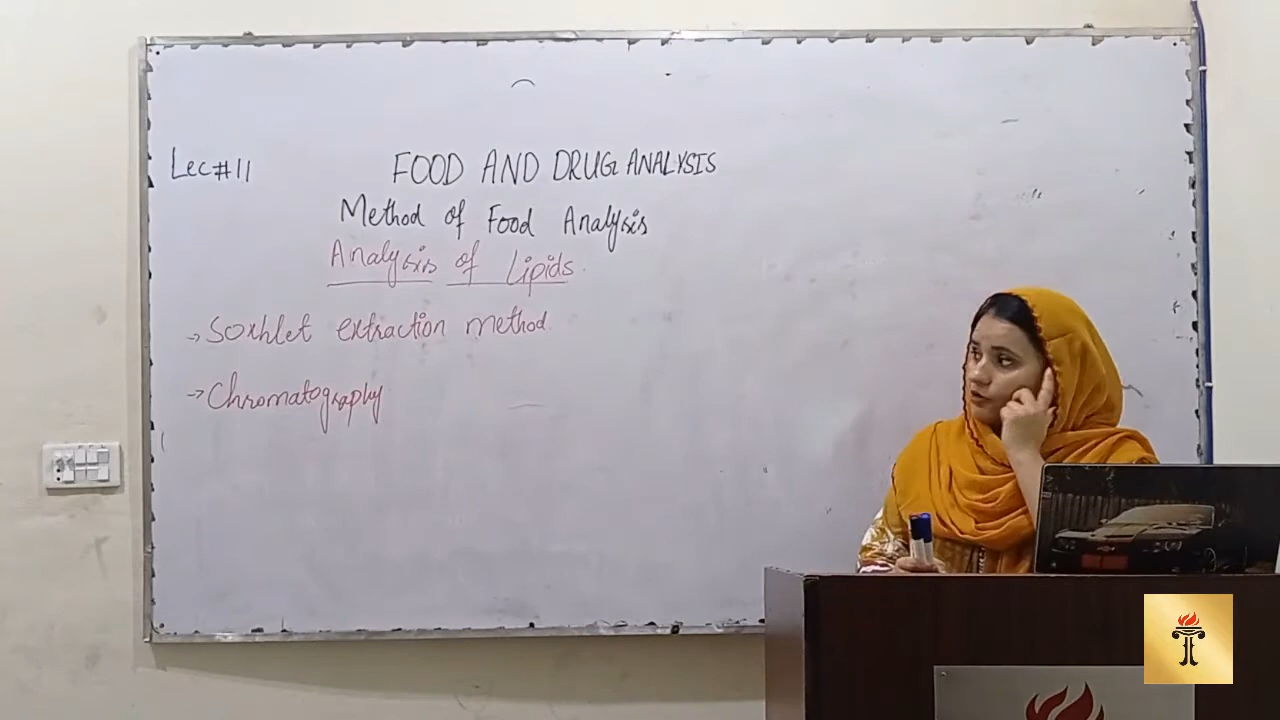 Lec#11
FOOD AND DRUG ANALYSIS
Method of Food Analysis
Analysis of Lipids.
→ Soxhlet extraction method.
→ Chromatography